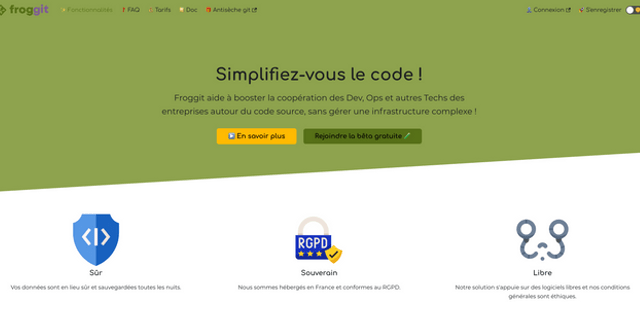 froggit
Fonctionnalités
FAQ
Tarifs
Doc
Antisèche git
Connexion
S'enregistrer
Simplifiez-vous le code !
Froggit aide à booster la coopération des Dev, Ops et autres Techs des
entreprises autour du code source, sans gérer une infrastructure complexe !
En savoir plus
Rejoindre la bêta gratuite
RGPD
Sûr
Vos données sont en lieu sûr et sauvegardées toutes les nuits.
Souverain
Nous sommes hébergés en France et conformes au RGPD.
Libre
Notre solution s'appuie sur des logiciels libres et nos conditions
générales sont éthiques.